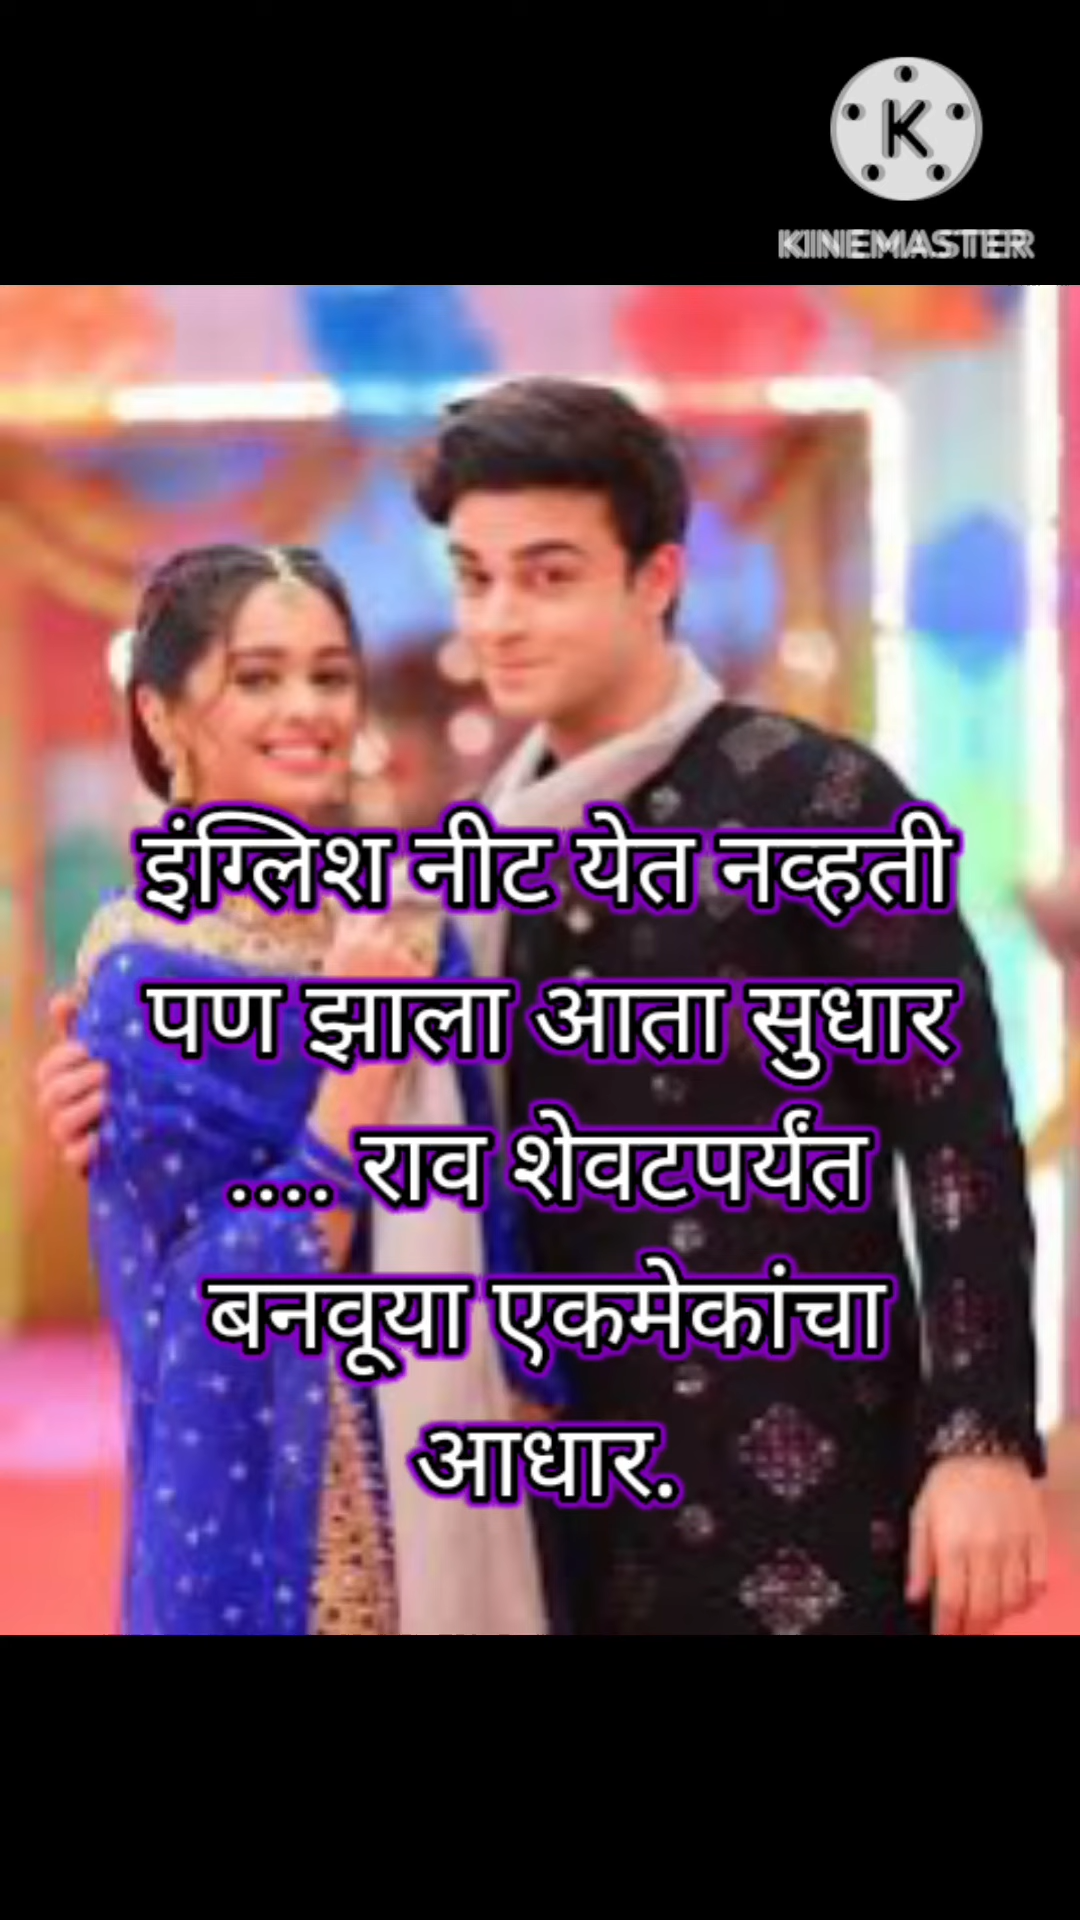 K
KINEMASTER
इंग्लिश नीट येत नव्हती
पण झाला आता सुधार
.... राव शेवटपर्यंत
बनवूया एकमेकांचा
आधार.